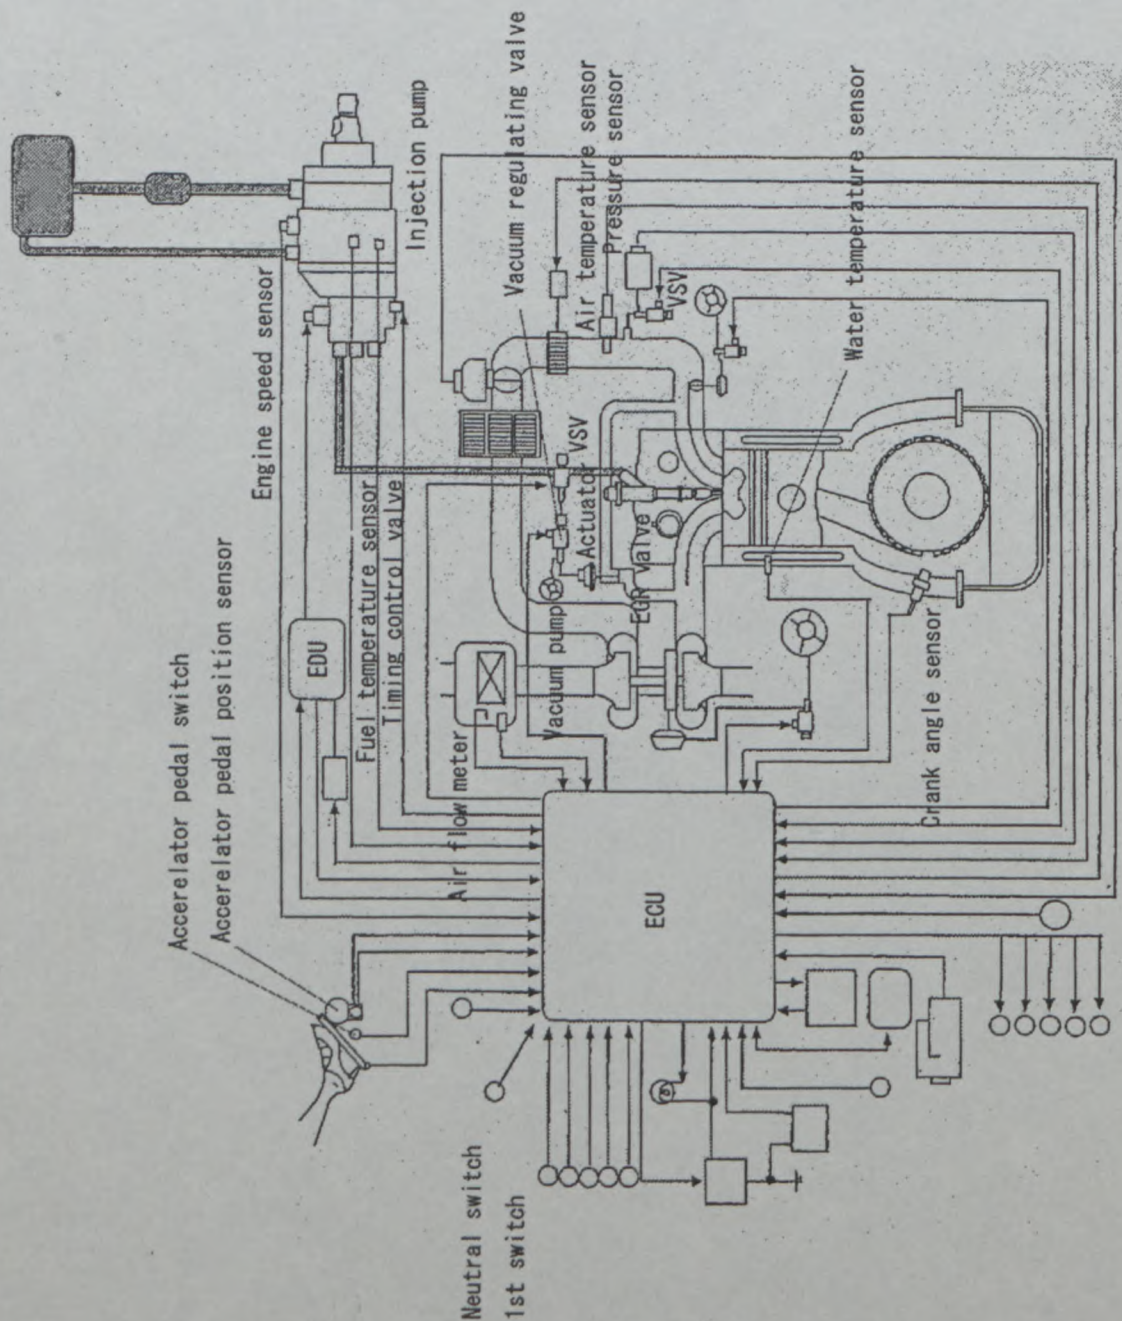 Accerelator pedal switch
Accerelator pedal position sensor
Engine speed sensor
EDU
Fuel temperature sensor
Timing control valve
Injection pump
Vacuum regulating valve
Air temperature sensor
Pressure sensor
VSV
Water temperature sensor
Actuator VSV
EGR valve
Vacuum pump
Air flow meter
Crank angle sensor
ECU
Neutral switch
1st switch